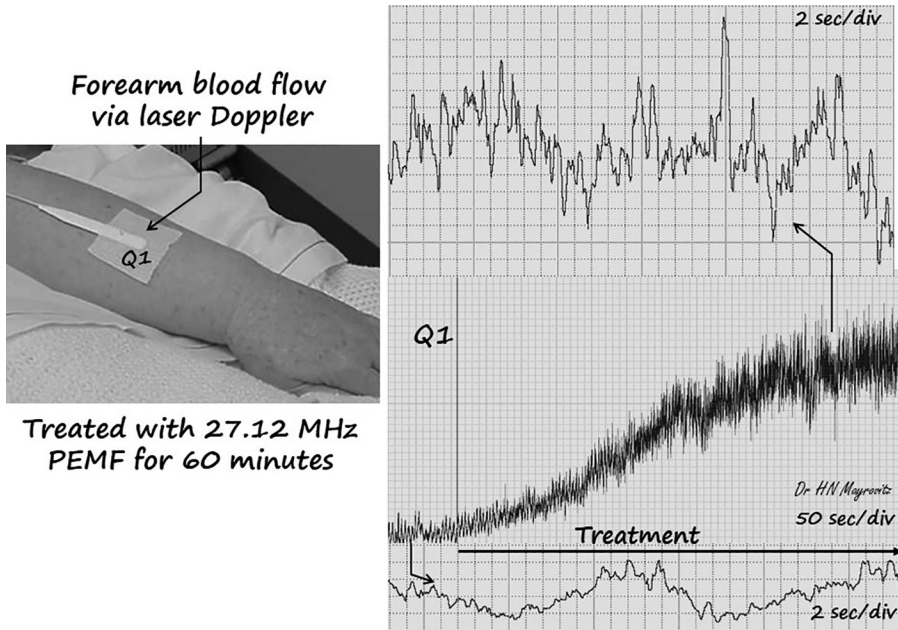 Forearm blood flow
via laser Doppler
Q1
Treated with 27.12 MHz
PEMF for 60 minutes
2 sec/div
Q1
Dr HN Mayrovitz
50 sec/div
Treatment
2 sec/div